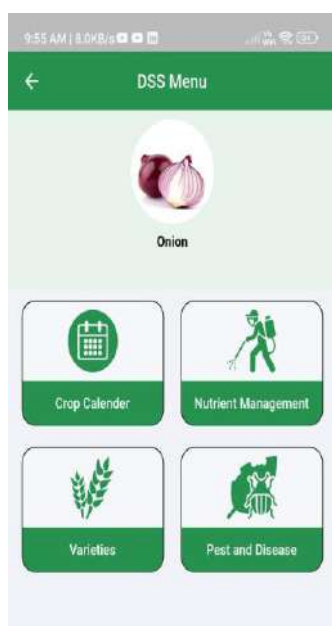 9:55 AM | 8.0KB/s
DSS Menu
Onion
Crop Calender
Nutrient Management
Varieties
Pest and Disease